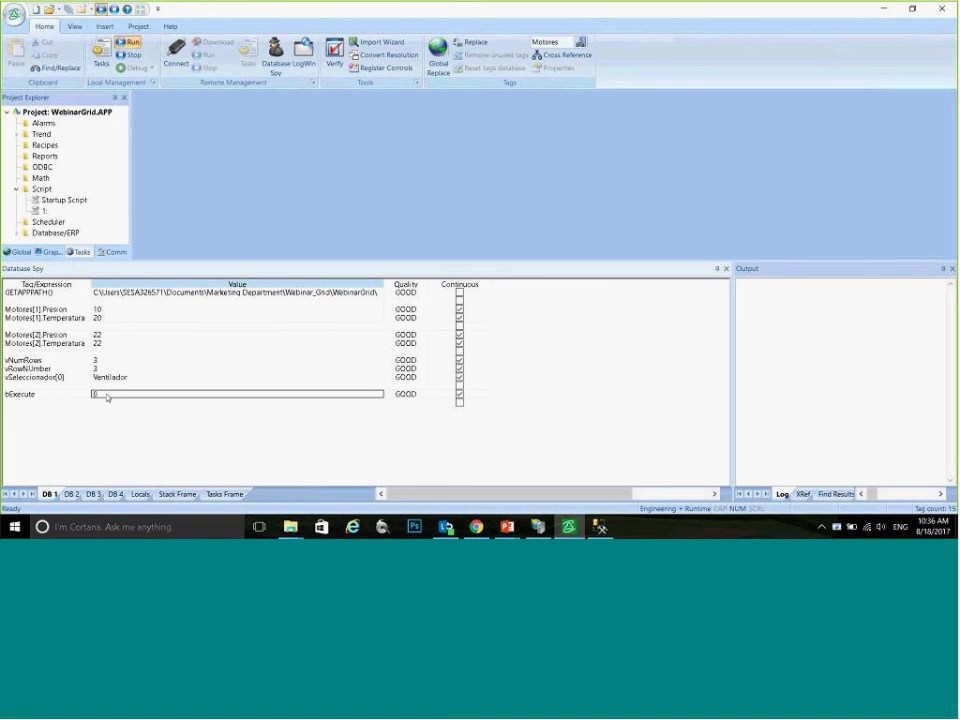 Home View Insert Project Help
Cut
Copy
Paste
Find/Replace
Clipboard
Tasks
Run
Stop
Debug
Local Management
Connect
Download
Run
Stop
Tasks
Database Spy
LogWin
Remote Management
Verify
Import Wizard
Convert Resolution
Register Controls
Tools
Global Replace
Replace
Remove unused tags
Reset tags database
Motores
Cross Reference
Properties
Tags
Project Explorer
Project: WebinarGrid.APP
Alarms
Trend
Recipes
Reports
ODBC
Math
Script
Startup Script
1:
Scheduler
Database/ERP
Global Grap... Tasks Comm
Database Spy
Output
Tag/Expression Value Quality Continuous
GETAPPPATH() C:\Users\SESA326571\Documents\Marketing Department\Webinar_Grid\WebinarGrid\ GOOD
Motores[1].Presion 10 GOOD
Motores[1].Temperatura 20 GOOD
Motores[2].Presion 22 GOOD
Motores[2].Temperatura 22 GOOD
vNumRows 3 GOOD
vRowNUmber 3 GOOD
vSeleccionador[0] Ventilador GOOD
bExecute 0 GOOD
DB 1 DB 2 DB 3 DB 4 Locals Stack Frame Tasks Frame
Log XRef Find Results
Ready
Engineering + Runtime CAP NUM SCRL
Tag count: 15
I'm Cortana. Ask me anything.
Ps
ENG
10:36 AM
8/18/2017